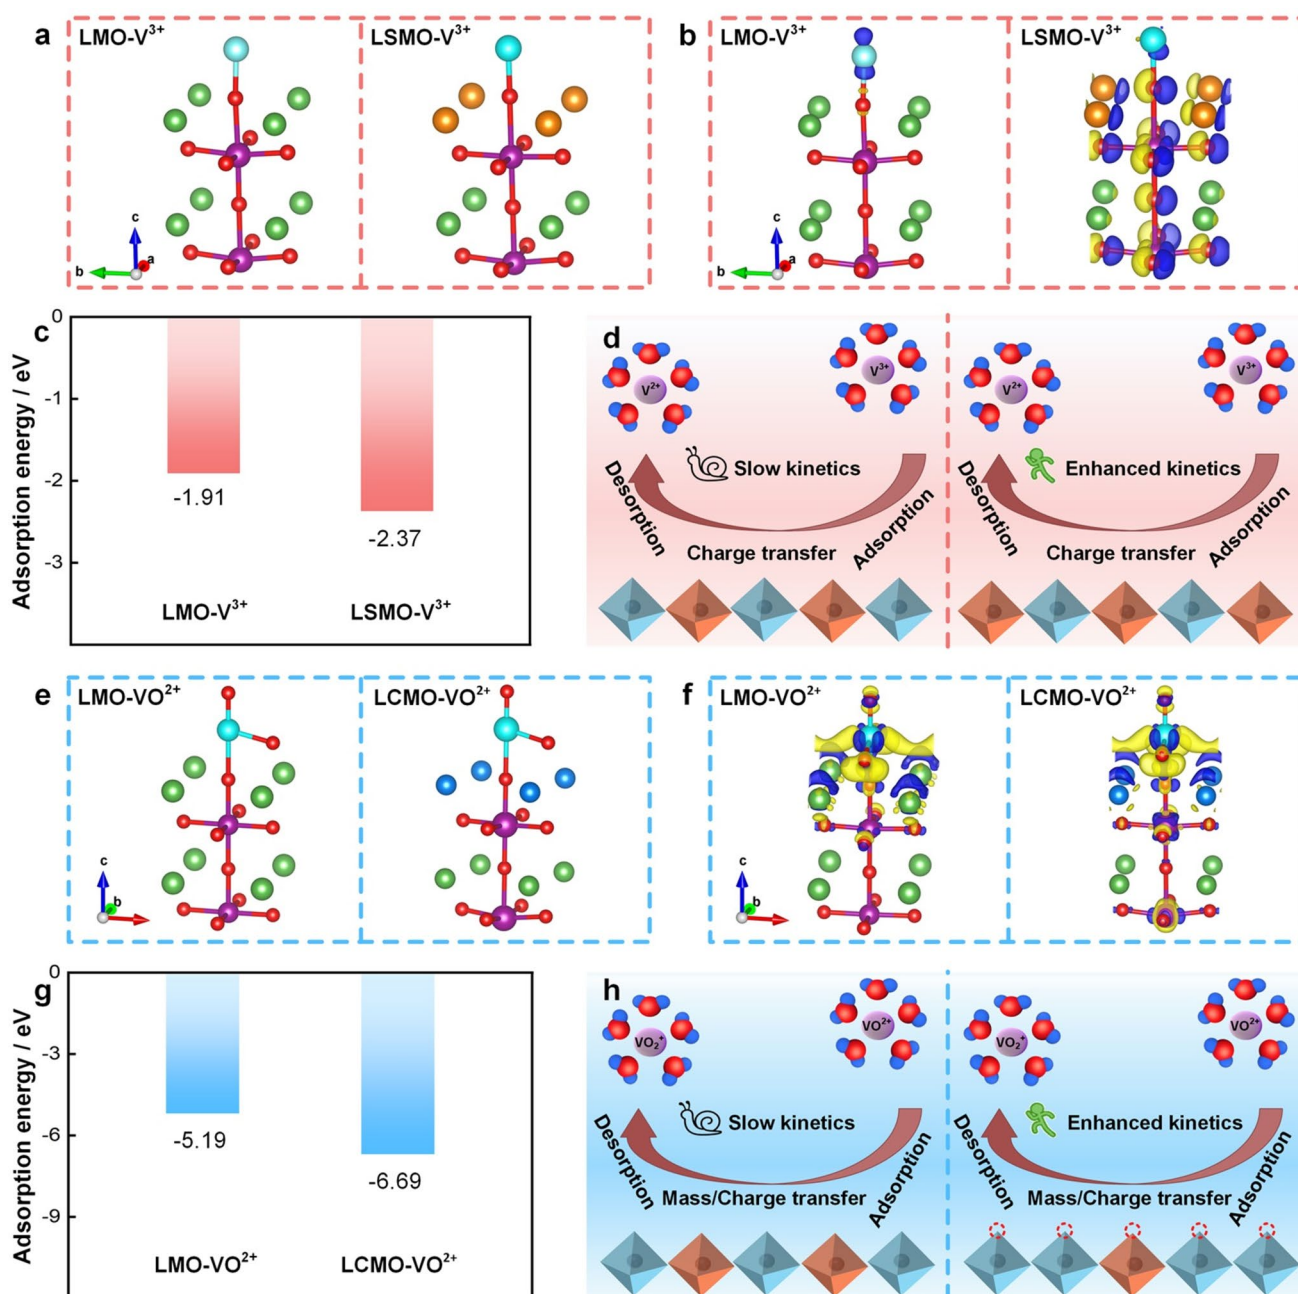 a
LMO-V³⁺
LSMO-V³⁺
c
b
a
b
LMO-V³⁺
LSMO-V³⁺
c
b
a
c
Adsorption energy / eV
0
-1
-2
-3
-1.91
-2.37
LMO-V³⁺
LSMO-V³⁺
d
V²⁺
V³⁺
Slow kinetics
Desorption
Charge transfer
Adsorption
V²⁺
V³⁺
Enhanced kinetics
Desorption
Charge transfer
Adsorption
e
LMO-VO²⁺
LCMO-VO²⁺
c
b
f
LMO-VO²⁺
LCMO-VO²⁺
c
b
g
Adsorption energy / eV
0
-3
-6
-9
-5.19
-6.69
LMO-VO²⁺
LCMO-VO²⁺
h
VO₂⁺
VO²⁺
Slow kinetics
Desorption
Mass/Charge transfer
Adsorption
VO₂⁺
VO²⁺
Enhanced kinetics
Desorption
Mass/Charge transfer
Adsorption